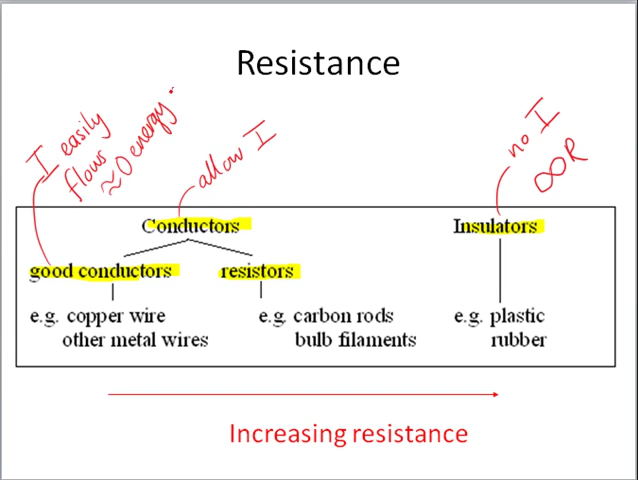 Resistance
I easily
flows
≈0 energy.
allow I
no I
∞R
Conductors
Insulators
good conductors
resistors
e.g. copper wire
other metal wires
e.g. carbon rods
bulb filaments
e.g. plastic
rubber
Increasing resistance